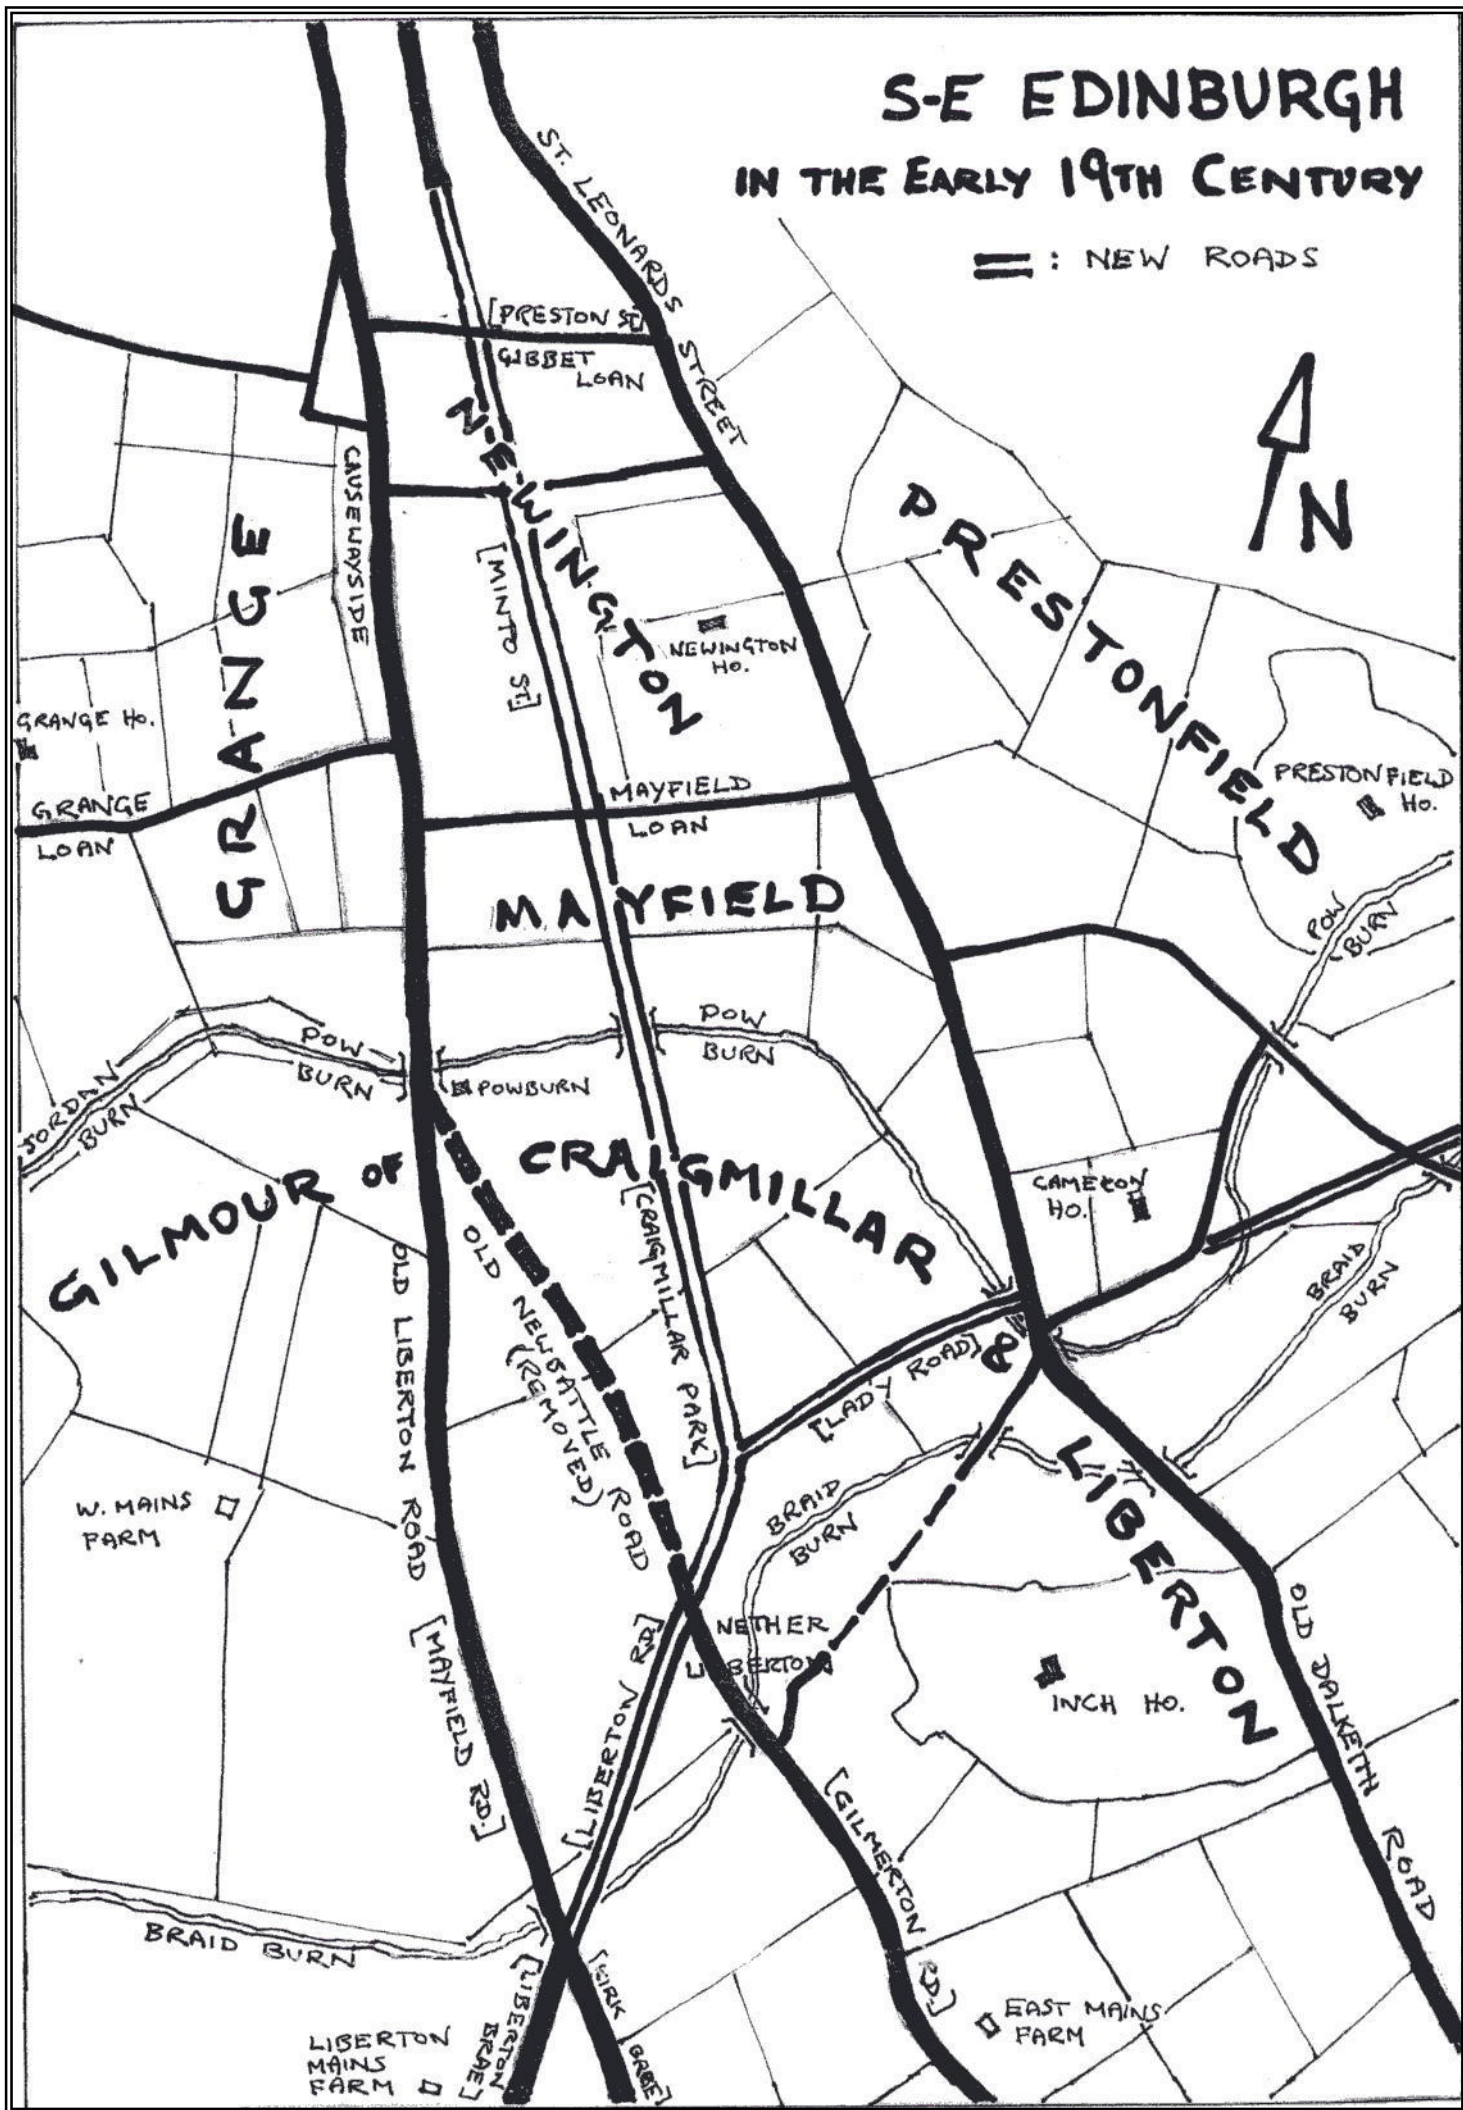 S-E EDINBURGH
IN THE EARLY 19TH CENTURY
= : NEW ROADS
N
ST. LEONARDS STREET
[PRESTON ST.]
GIBBET
LOAN
NEWINGTON
CAUSEWAYSIDE
GRANGE
[MINTO ST.]
NEWINGTON
HO.
PRESTONFIELD
GRANGE HO.
GRANGE
LOAN
MAYFIELD
LOAN
PRESTONFIELD
HO.
MAYFIELD
POW
BURN
POW
BURN
POW
BURN
JORDAN
BURN
POWBURN
GILMOUR OF CRAIGMILLAR & LIBERTON
CAMERON
HO.
[CRAIGMILLAR PARK]
OLD LIBERTON ROAD
OLD NEWBATTLE ROAD
(REMOVED)
BRAID
BURN
[LADY ROAD]
W. MAINS
FARM
BRAID
BURN
[MAYFIELD RD.]
[LIBERTON RD.]
NETHER
LIBERTON
INCH HO.
OLD DALKEITH ROAD
[GILMERTON RD.]
BRAID BURN
[LIBERTON
BRAE]
[KIRK BRAE]
EAST MAINS
FARM
LIBERTON
MAINS
FARM